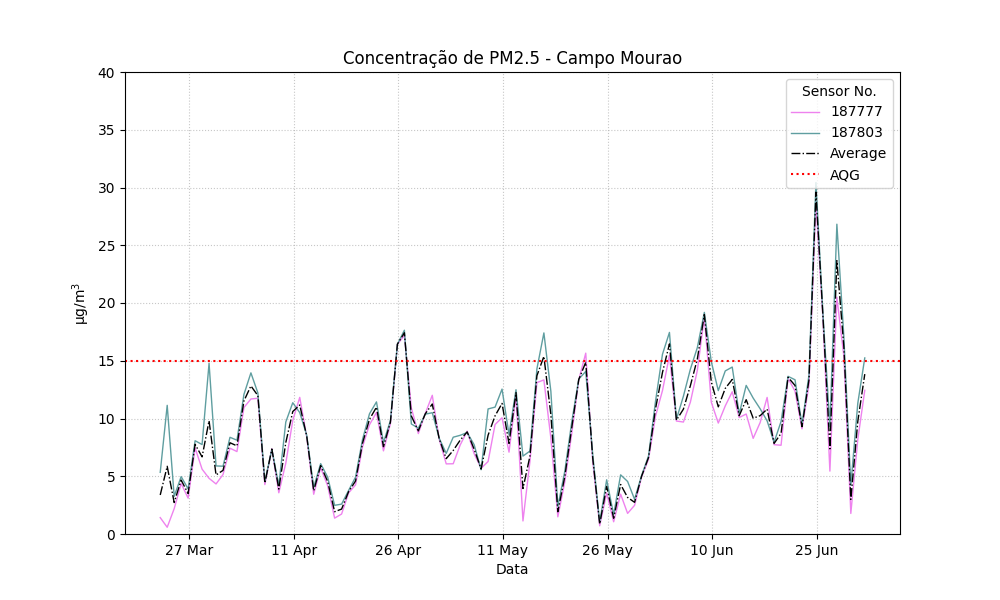 Concentração de PM2.5 - Campo Mourao
Sensor No.
187777
187803
Average
AQG
40
35
30
25
20
15
10
5
0
µg/m³
27 Mar
11 Apr
26 Apr
11 May
26 May
10 Jun
25 Jun
Data